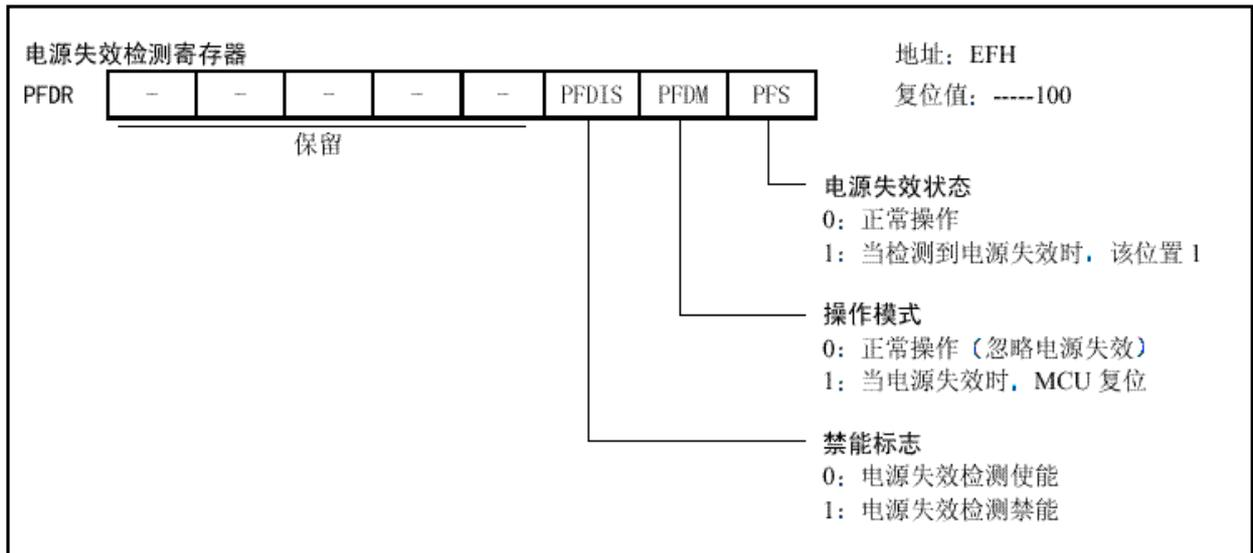 电源失效检测寄存器 地址：EFH
PFDR - - - - - PFDIS PFDM PFS 复位值：-----100
保留
电源失效状态
0：正常操作
1：当检测到电源失效时，该位置 1
操作模式
0：正常操作（忽略电源失效）
1：当电源失效时，MCU 复位
禁能标志
0：电源失效检测使能
1：电源失效检测禁能